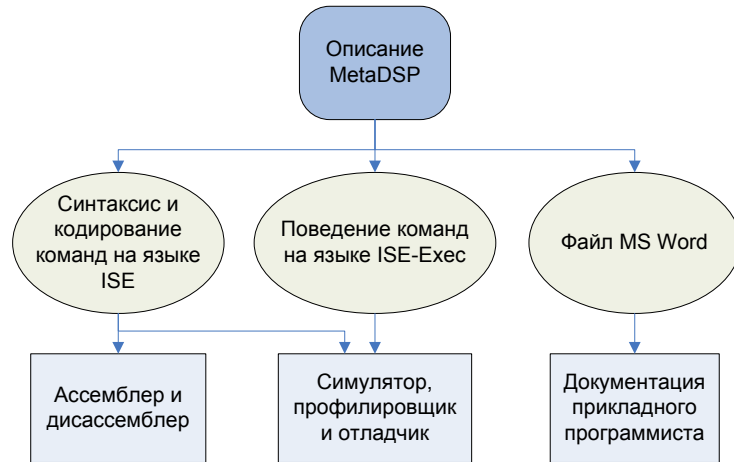 Описание
MetaDSP
Синтаксис и
кодирование
команд на языке
ISE
Поведение команд
на языке ISE-Exec
Файл MS Word
Ассемблер и
дисассемблер
Симулятор,
профилировщик
и отладчик
Документация
прикладного
программиста